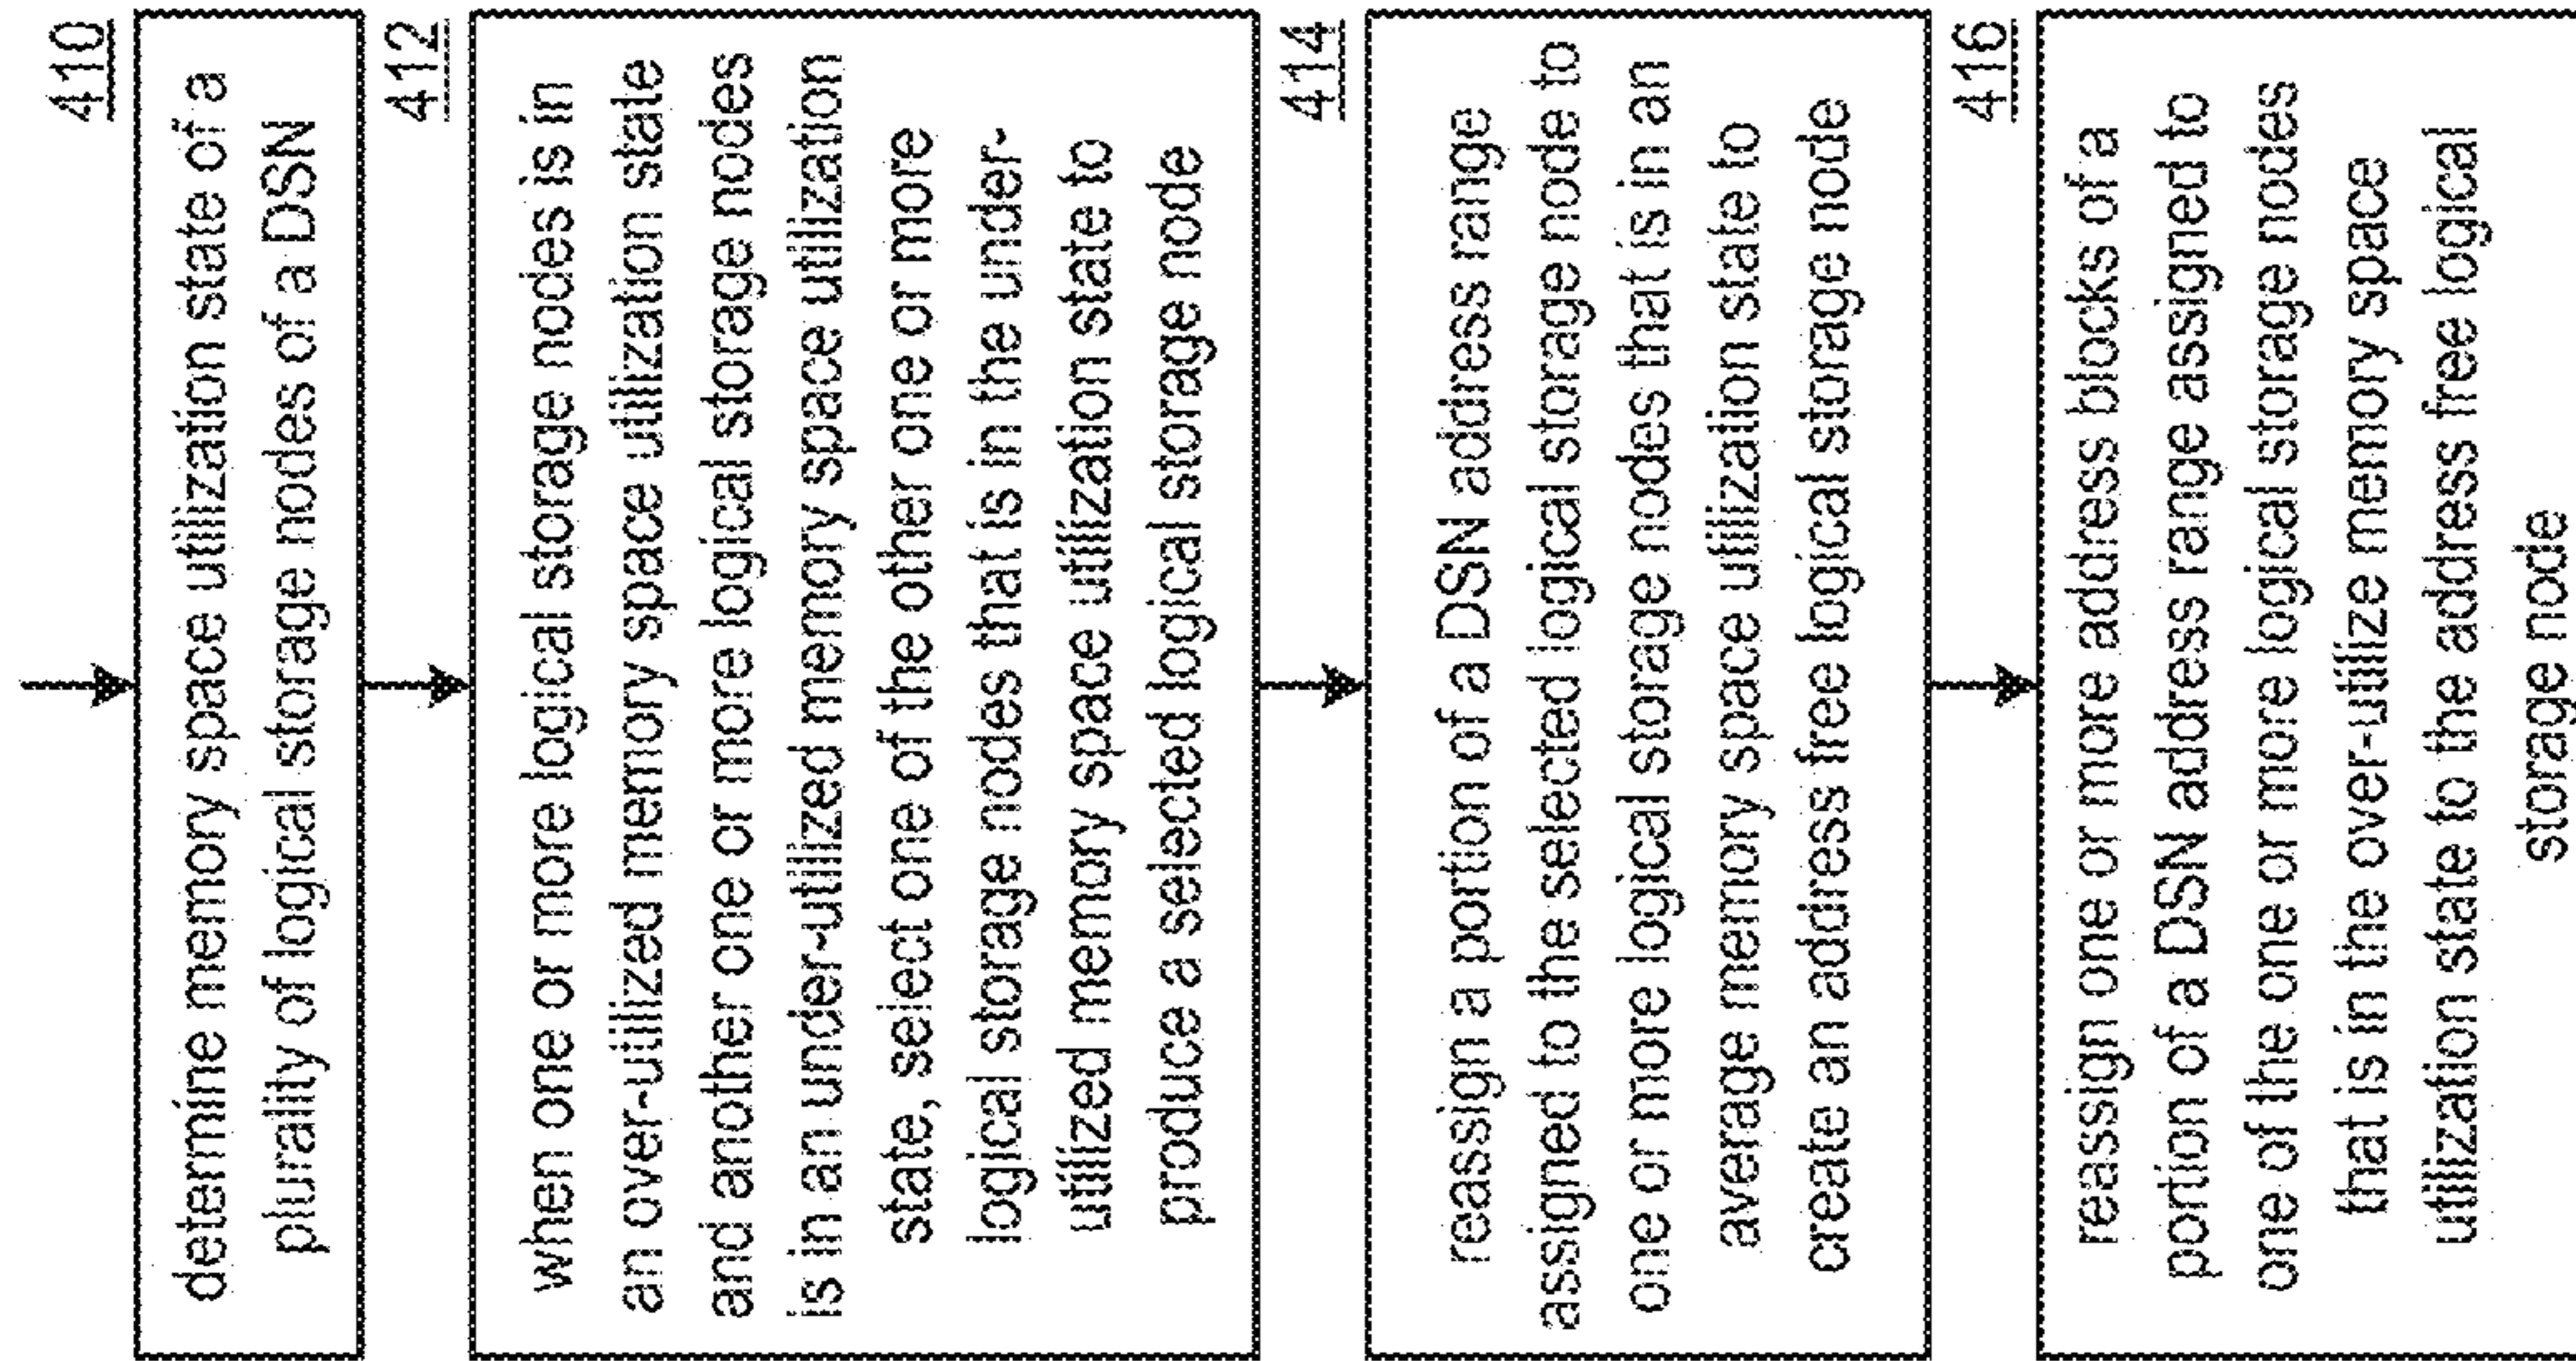 410
determine memory space utilization state of a
plurality of logical storage nodes of a DSN
412
when one or more logical storage nodes is in
an over-utilized memory space utilization state
and another one or more logical storage nodes
is in an under-utilized memory space utilization
state, select one of the other one or more
logical storage nodes that is in the under-
utilized memory space utilization state to
produce a selected logical storage node
414
reassign a portion of a DSN address range
assigned to the selected logical storage node to
one or more logical storage nodes that is in an
average memory space utilization state to
create an address free logical storage node
416
reassign one or more address blocks of a
portion of a DSN address range assigned to
one of the one or more logical storage nodes
that is in the over-utilize memory space
utilization state to the address free logical
storage node